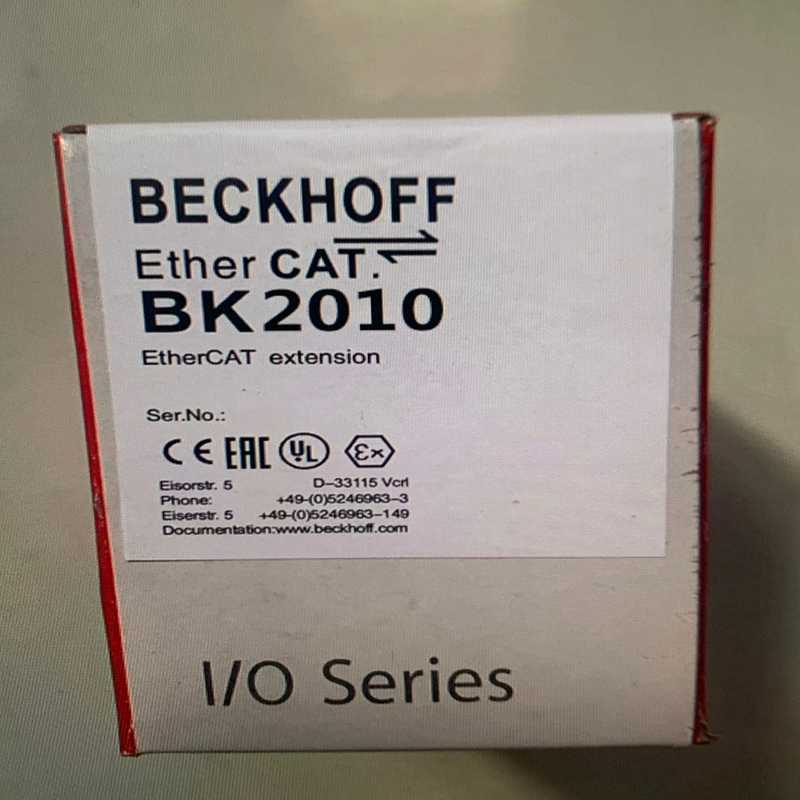 BECKHOFF
Ether CAT.
BK2010
EtherCAT extension
Ser.No.:
CE EAC UL Ex
Eisorstr. 5 D-33115 Vcrl
Phone: +49-(0)5246963-3
Eiserstr. 5 +49-(0)5246963-149
Documentation:www.beckhoff.com
I/O Series